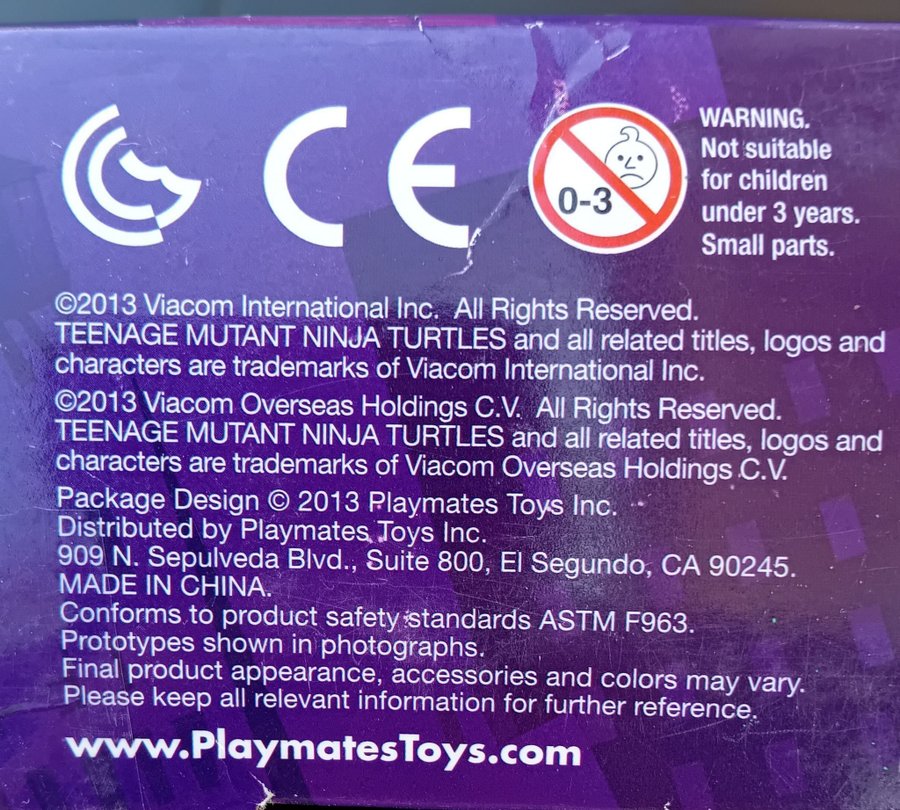 CE
0-3
WARNING.
Not suitable
for children
under 3 years.
Small parts.
©2013 Viacom International Inc. All Rights Reserved.
TEENAGE MUTANT NINJA TURTLES and all related titles, logos and
characters are trademarks of Viacom International Inc.
©2013 Viacom Overseas Holdings C.V. All Rights Reserved.
TEENAGE MUTANT NINJA TURTLES and all related titles, logos and
characters are trademarks of Viacom Overseas Holdings C.V.
Package Design © 2013 Playmates Toys Inc.
Distributed by Playmates Toys Inc.
909 N. Sepulveda Blvd., Suite 800, El Segundo, CA 90245.
MADE IN CHINA.
Conforms to product safety standards ASTM F963.
Prototypes shown in photographs.
Final product appearance, accessories and colors may vary.
Please keep all relevant information for further reference.
www.PlaymatesToys.com